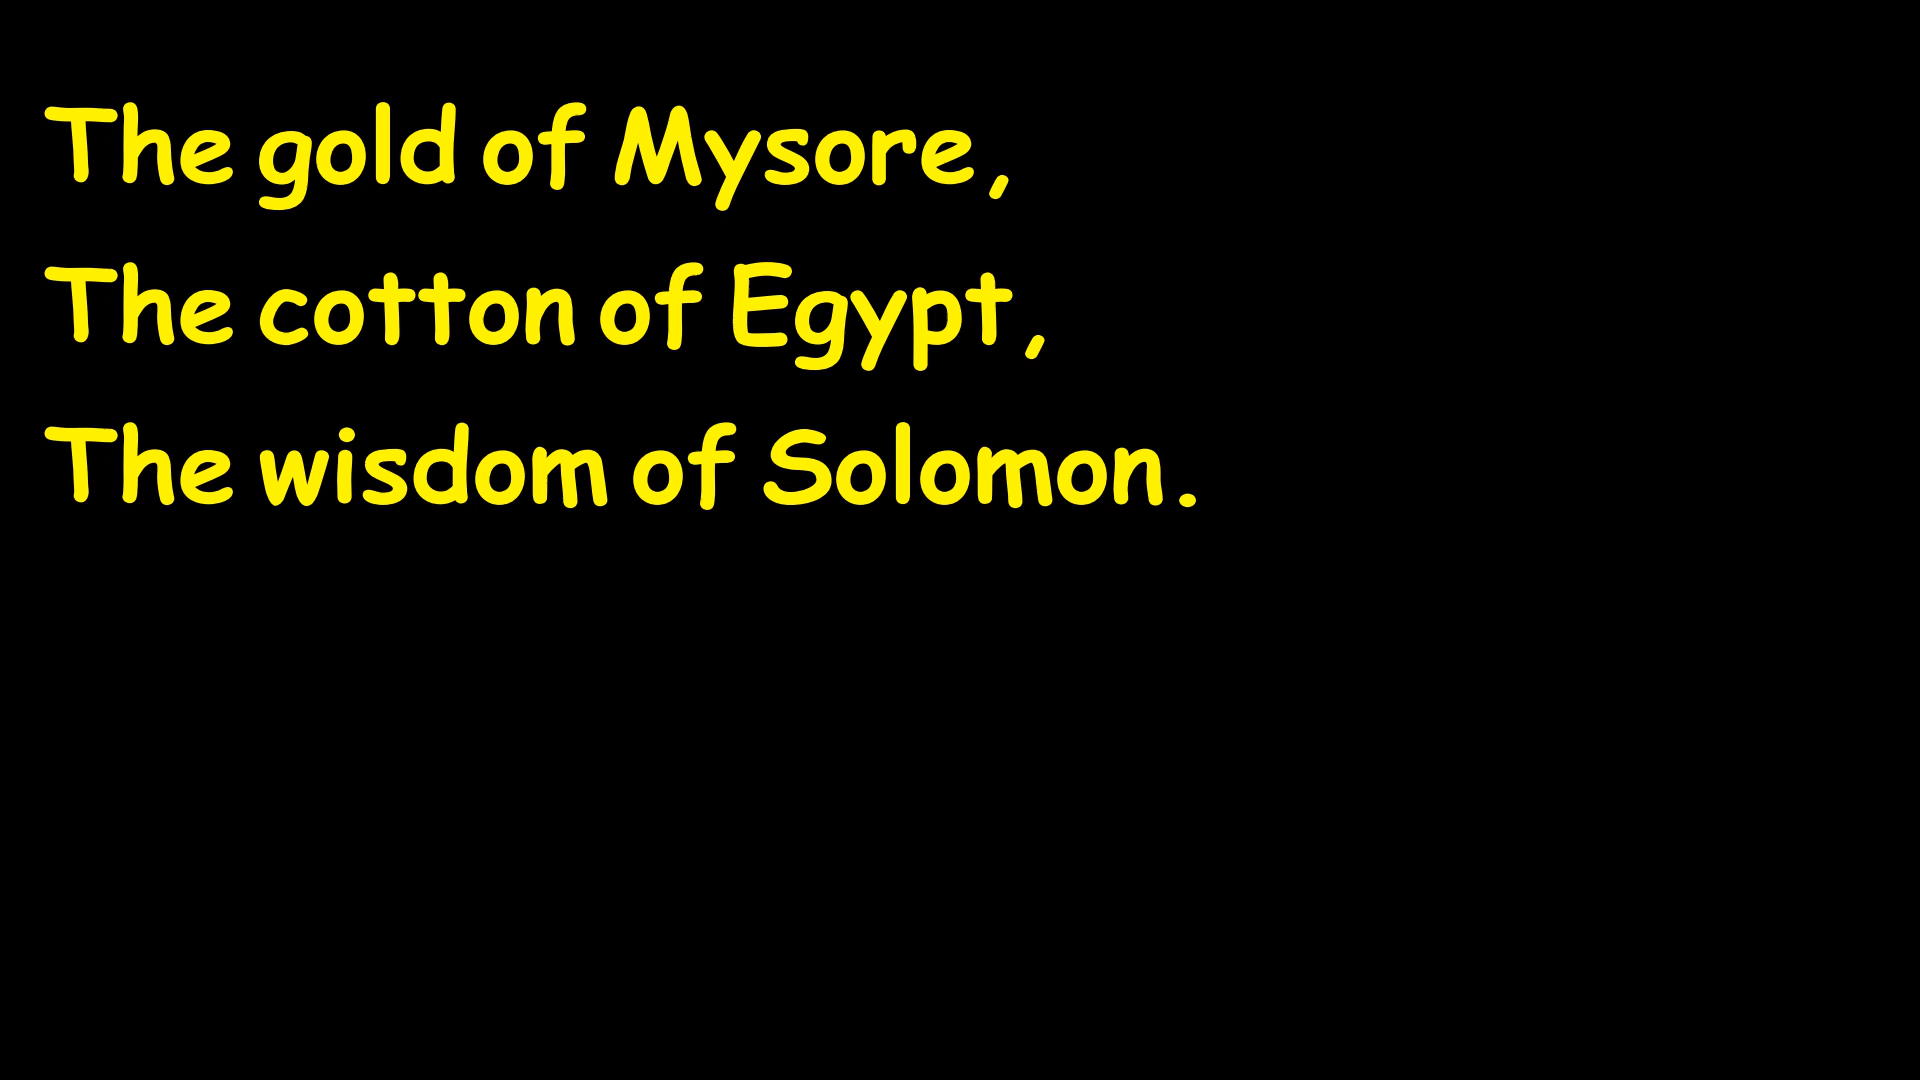 The gold of Mysore,
The cotton of Egypt,
The wisdom of Solomon.